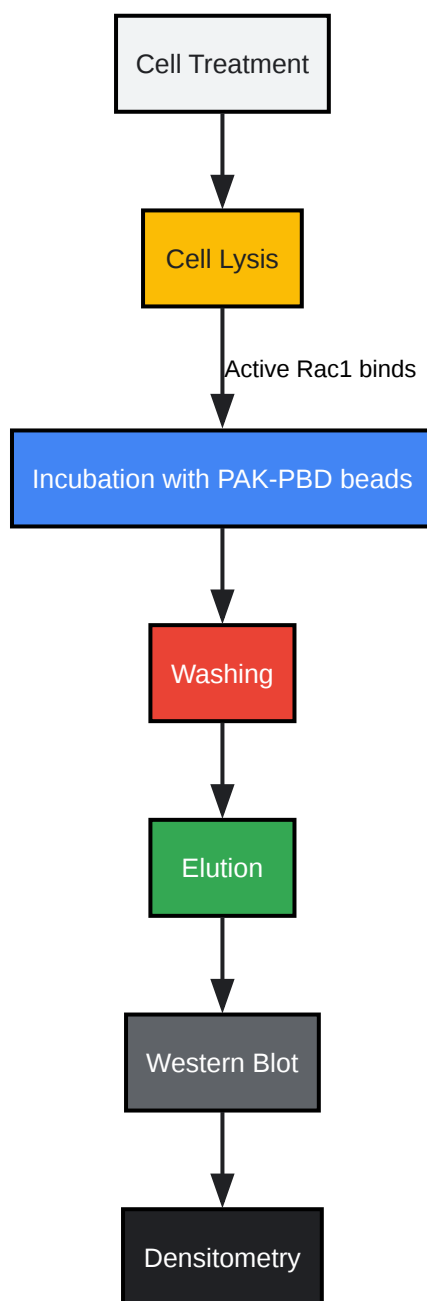 Cell Treatment
Cell Lysis
Active Rac1 binds
Incubation with PAK-PBD beads
Washing
Elution
Western Blot
Densitometry